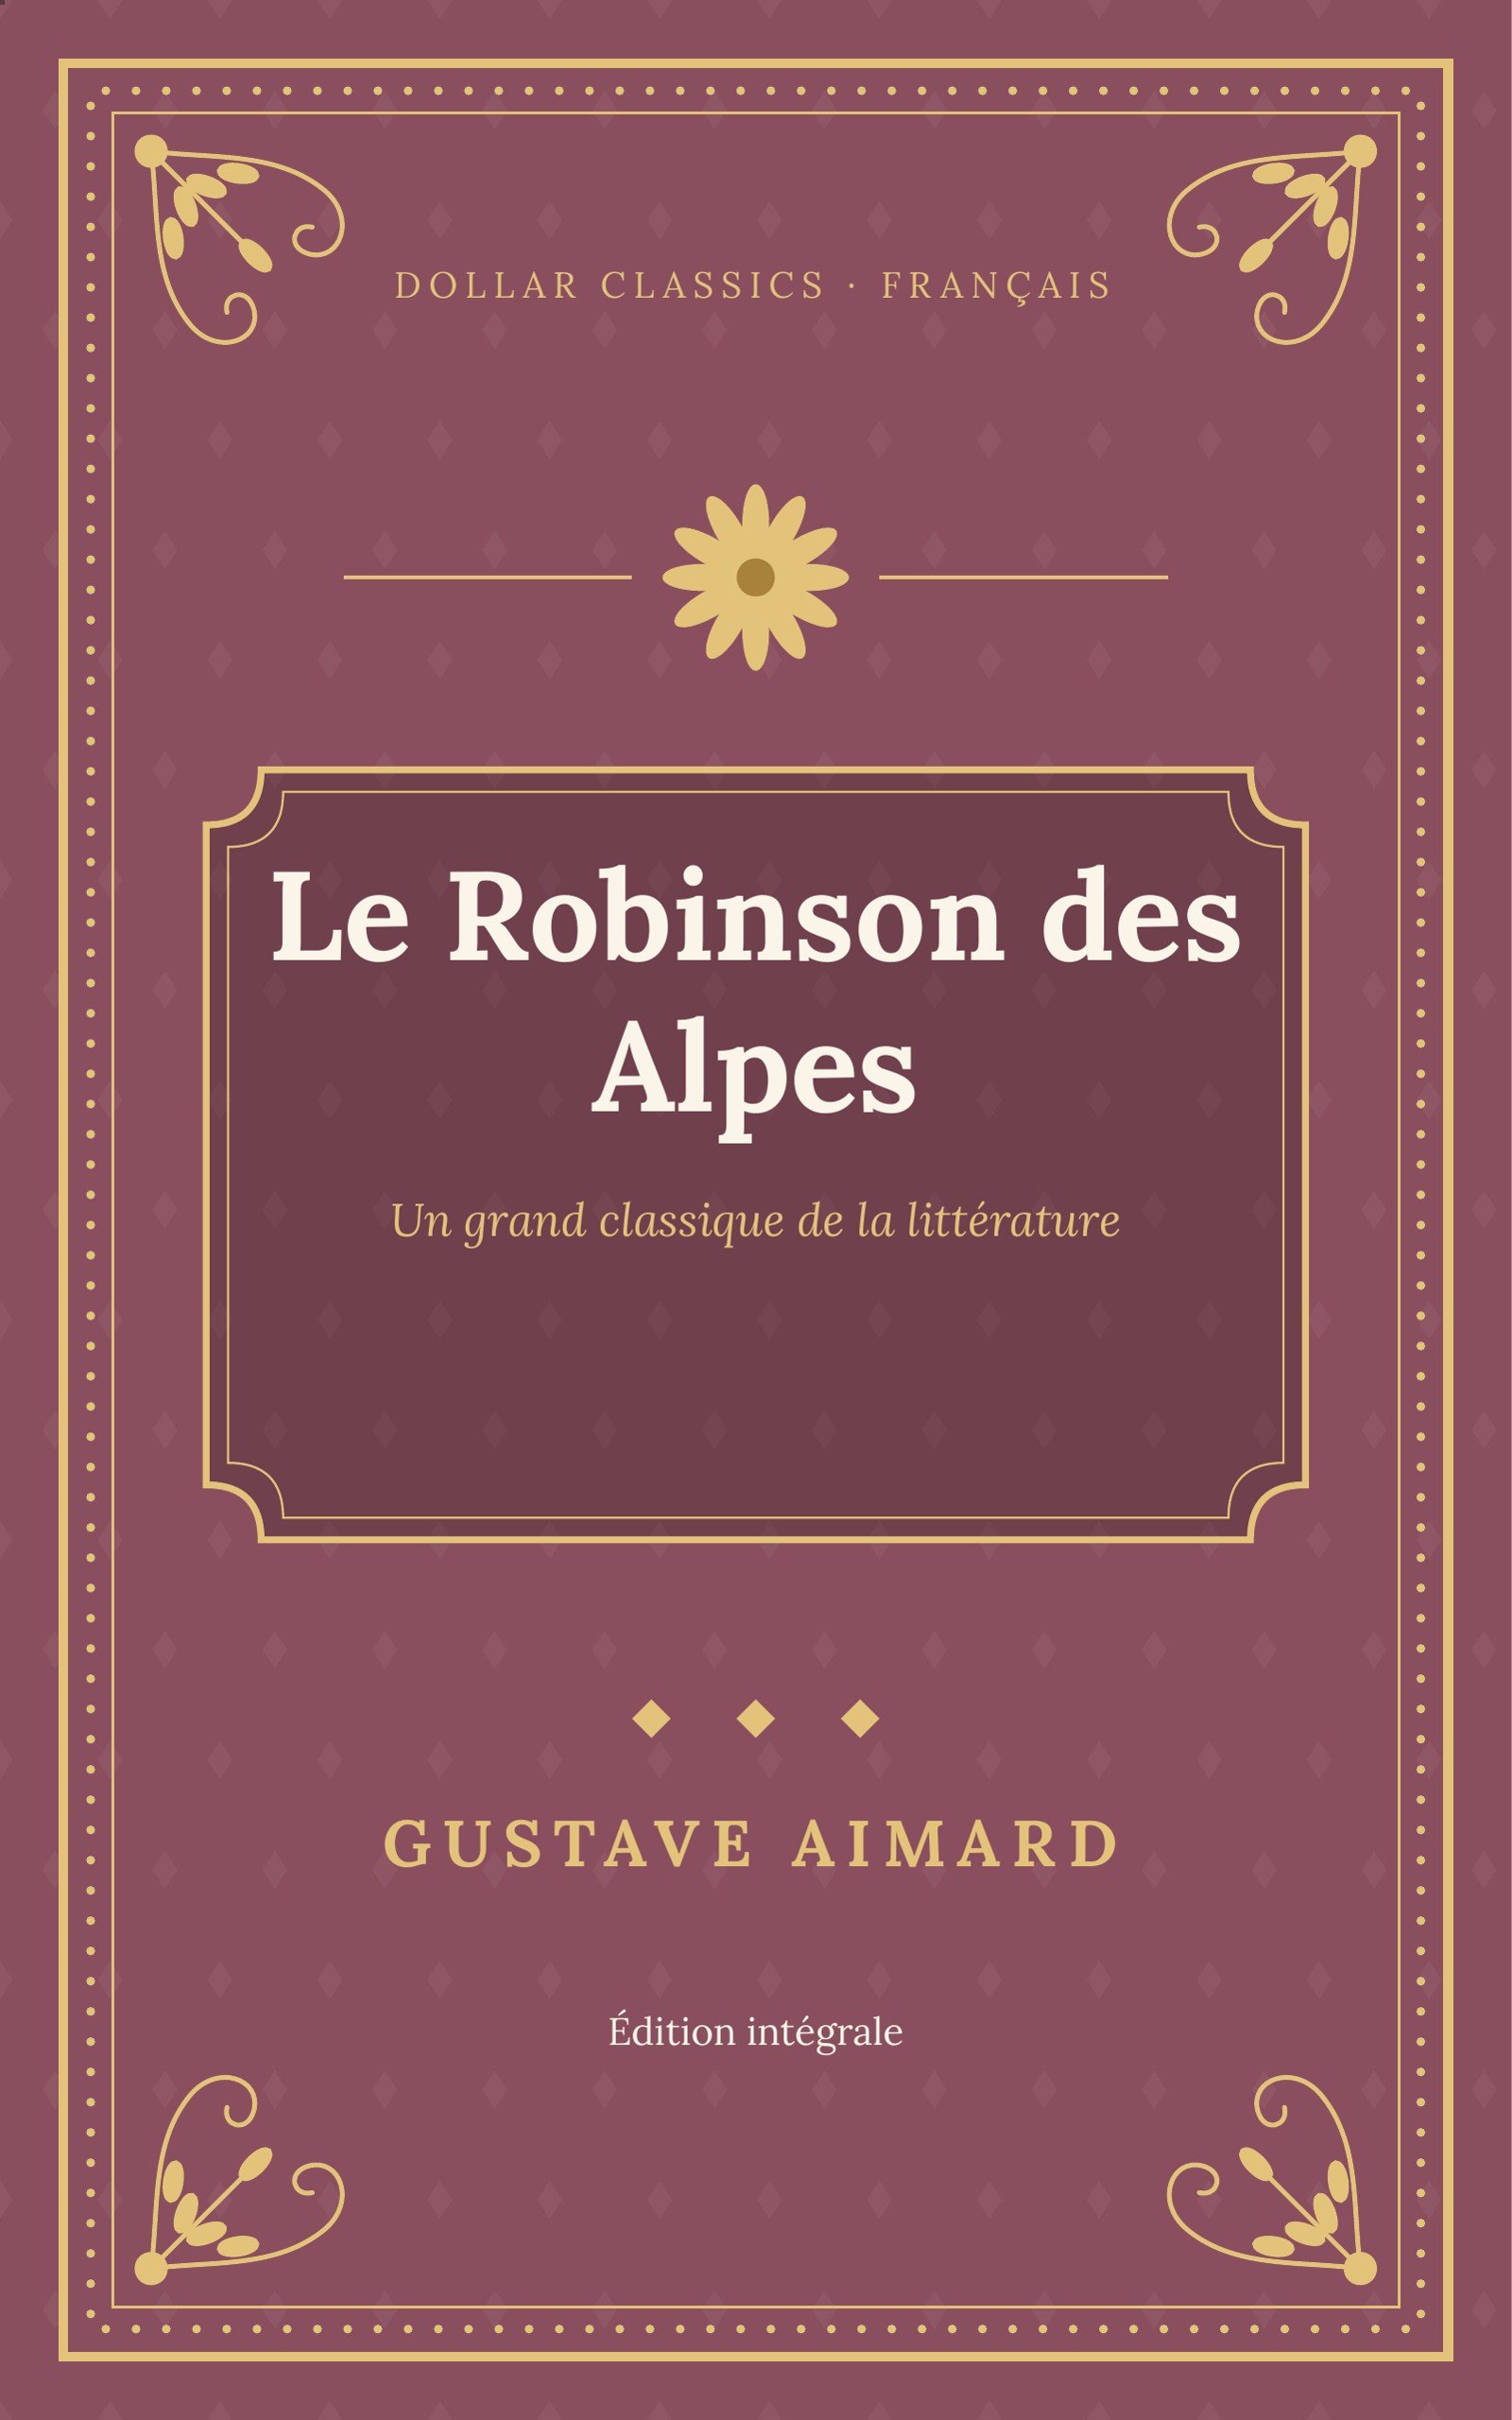 DOLLAR CLASSICS · FRANÇAIS
Le Robinson des
Alpes
Un grand classique de la littérature
GUSTAVE AIMARD
Édition intégrale